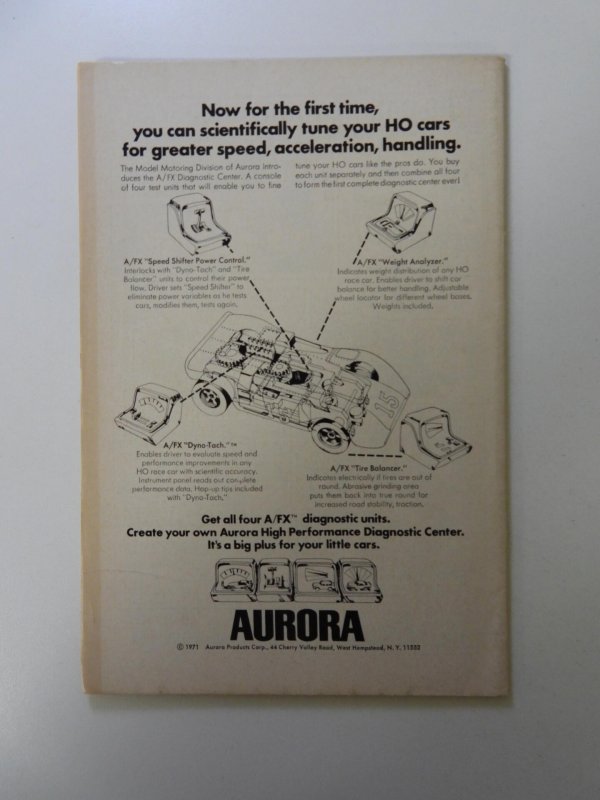 Now for the first time,
you can scientifically tune your HO cars
for greater speed, acceleration, handling.
The Model Motoring Division of Aurora intro-
duces the A/FX Diagnostic Center. A console
of four test units that will enable you to fine
tune your HO cars like the pros do. You buy
each unit separately and then combine all four
to form the first complete diagnostic center ever!
A/FX "Speed Shifter Power Control."
Interlocks with "Dyno-Tach" and "Tire
Balancer" units to control their power
flow. Driver sets "Speed Shifter" to
eliminate power variables as he tests
cars, modifies them, tests again.
A/FX "Weight Analyzer."
Indicates weight distribution of any HO
race car. Enables driver to shift car
balance for better handling. Adjustable
wheel locator for different wheel bases.
Weights included.
15
A/FX "Dyno-Tach."™
Enables driver to evaluate speed and
performance improvements in any
HO race car with scientific accuracy.
Instrument panel reads out complete
performance data. Hop-up tips included
with "Dyno-Tach."
A/FX "Tire Balancer."
Indicates electrically if tires are out of
round. Abrasive grinding area
puts them back into true round for
increased road stability, traction.
Get all four A/FX™ diagnostic units.
Create your own Aurora High Performance Diagnostic Center.
It's a big plus for your little cars.
AURORA
© 1971 Aurora Products Corp., 44 Cherry Valley Road, West Hempstead, N. Y. 11552